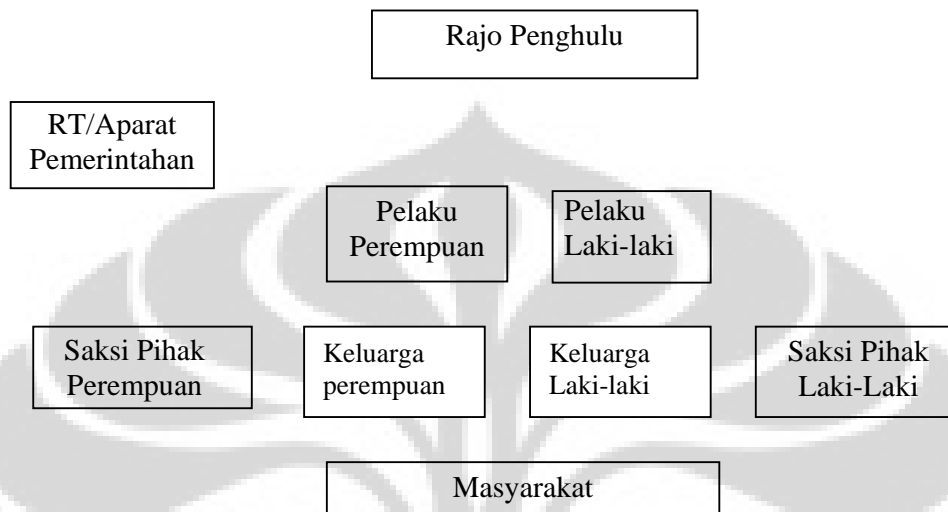 Rajo Penghulu
RT/Aparat
Pemerintahan
Pelaku
Perempuan
Pelaku
Laki-laki
Saksi Pihak
Perempuan
Keluarga
perempuan
Keluarga
Laki-laki
Saksi Pihak
Laki-Laki
Masyarakat